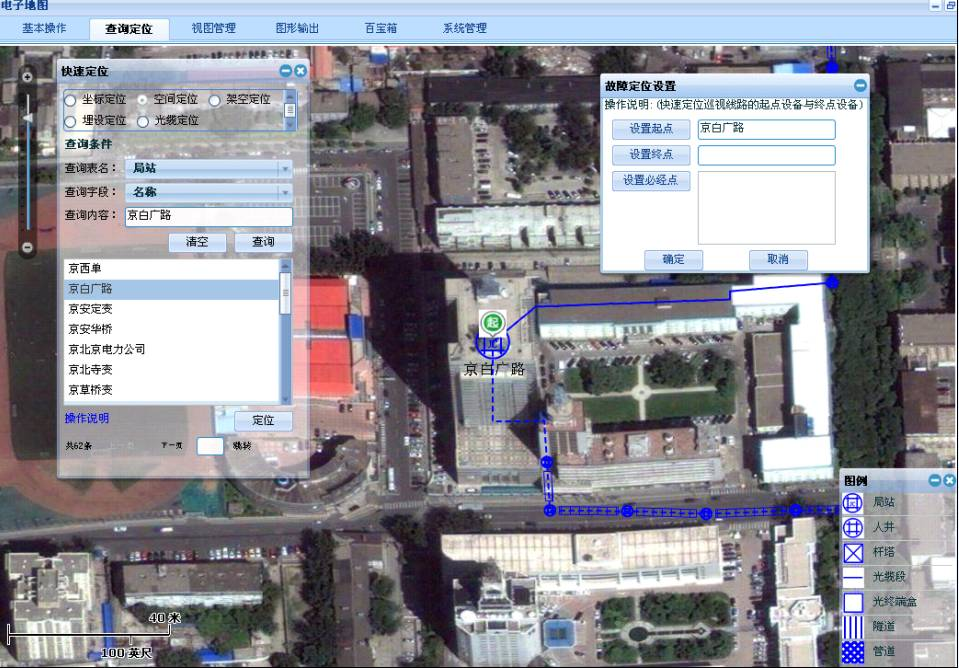 电子地图
基本操作 查询定位 视图管理 图形输出 百宝箱 系统管理
快速定位
坐标定位 空间定位 架空定位
埋设定位 光缆定位
查询条件
查询表名： 局站
查询字段： 名称
查询内容： 京白广路
清空 查询
京西单
京白广路
京安定变
京安华桥
京北京电力公司
京北寺变
京草桥变
操作说明 定位
共62条 上一页 下一页 跳转
故障定位设置
操作说明:(快速定位巡视线路的起点设备与终点设备)
设置起点 京白广路
设置终点
设置必经点
确定 取消
起
京白广路
图例
局站
人井
杆塔
光缆段
光终端盒
隧道
管道
40 米
100 英尺